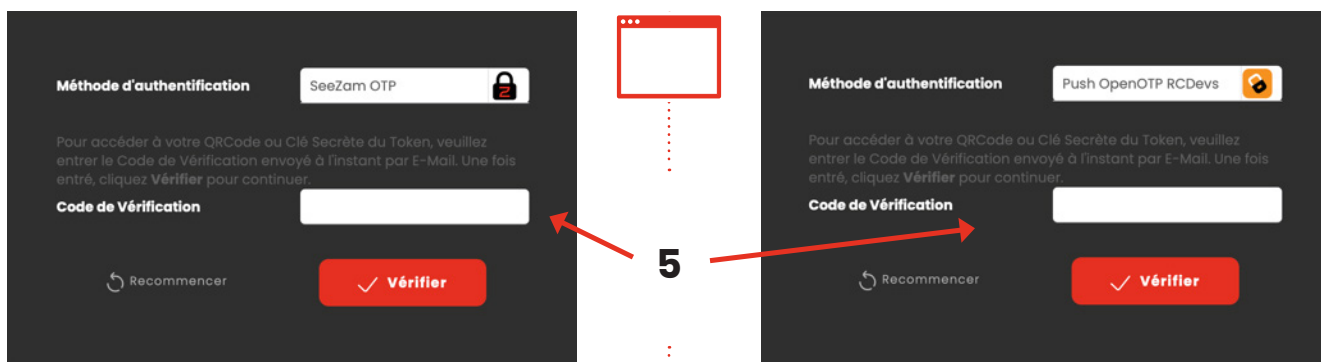 Méthode d'authentification
SeeZam OTP
Pour accéder à votre QRCode ou Clé Secrète du Token, veuillez
entrer le Code de Vérification envoyé à l'instant par E-Mail. Une fois
entré, cliquez Vérifier pour continuer.
Code de Vérification
Recommencer
Vérifier
5
Méthode d'authentification
Push OpenOTP RCDevs
Pour accéder à votre QRCode ou Clé Secrète du Token, veuillez
entrer le Code de Vérification envoyé à l'instant par E-Mail. Une fois
entré, cliquez Vérifier pour continuer.
Code de Vérification
Recommencer
Vérifier